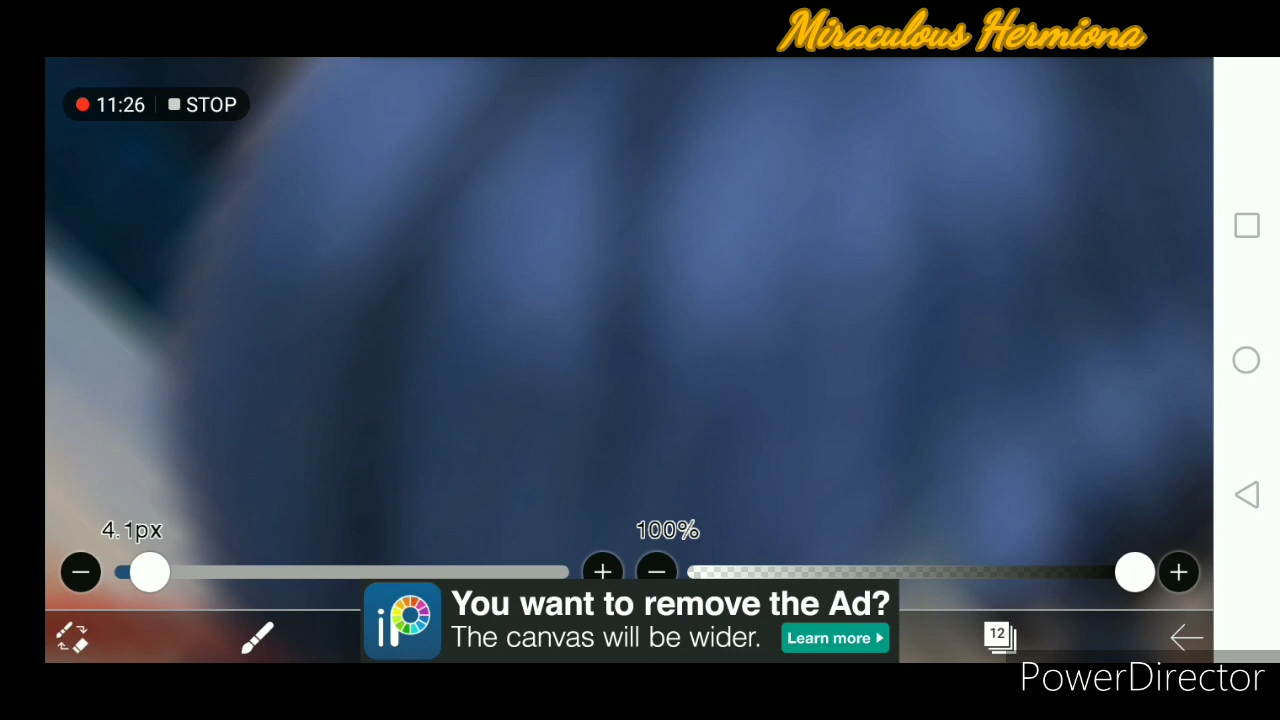 Miraculous Hermiona
11:26 STOP
4.1px
100%
iP
You want to remove the Ad?
The canvas will be wider. Learn more
12
PowerDirector